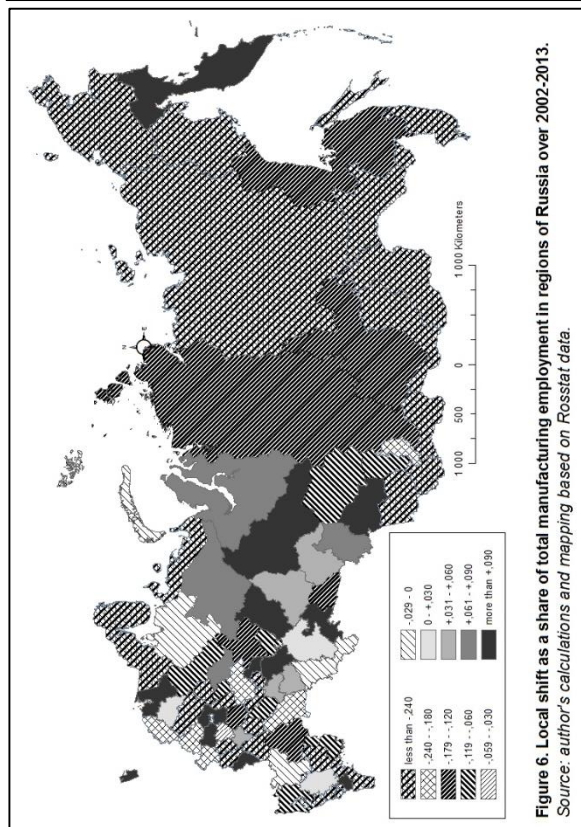 N
E
1 000 500 0 1 000 Kilometers
less than -,240
-,240 - -,180
-,179 - -,120
-,119 - -,060
-,059 - -,030
-,029 - 0
0 - +,030
+,031 - +,060
+,061 - +,090
more than +,090
Figure 6. Local shift as a share of total manufacturing employment in regions of Russia over 2002-2013.
Source: author's calculations and mapping based on Rosstat data.